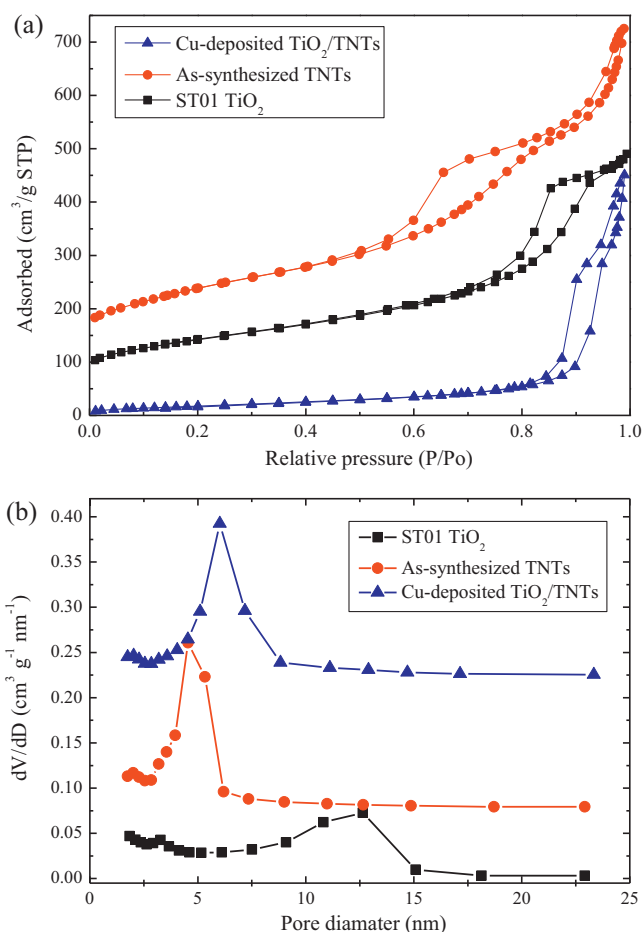 (a)
700
600
500
400
300
200
100
0
Adsorbed (cm³/g STP)
Cu-deposited TiO₂/TNTs
As-synthesized TNTs
ST01 TiO₂
0.0 0.2 0.4 0.6 0.8 1.0
Relative pressure (P/Po)
(b)
0.40
0.35
0.30
0.25
0.20
0.15
0.10
0.05
0.00
dV/dD (cm³ g⁻¹ nm⁻¹)
ST01 TiO₂
As-synthesized TNTs
Cu-deposited TiO₂/TNTs
0 5 10 15 20 25
Pore diamater (nm)